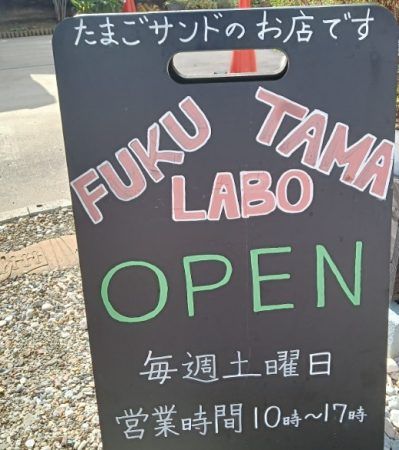 たまごサンドのお店です
FUKU TAMA
LABO
OPEN
毎週土曜日
営業時間10時〜17時